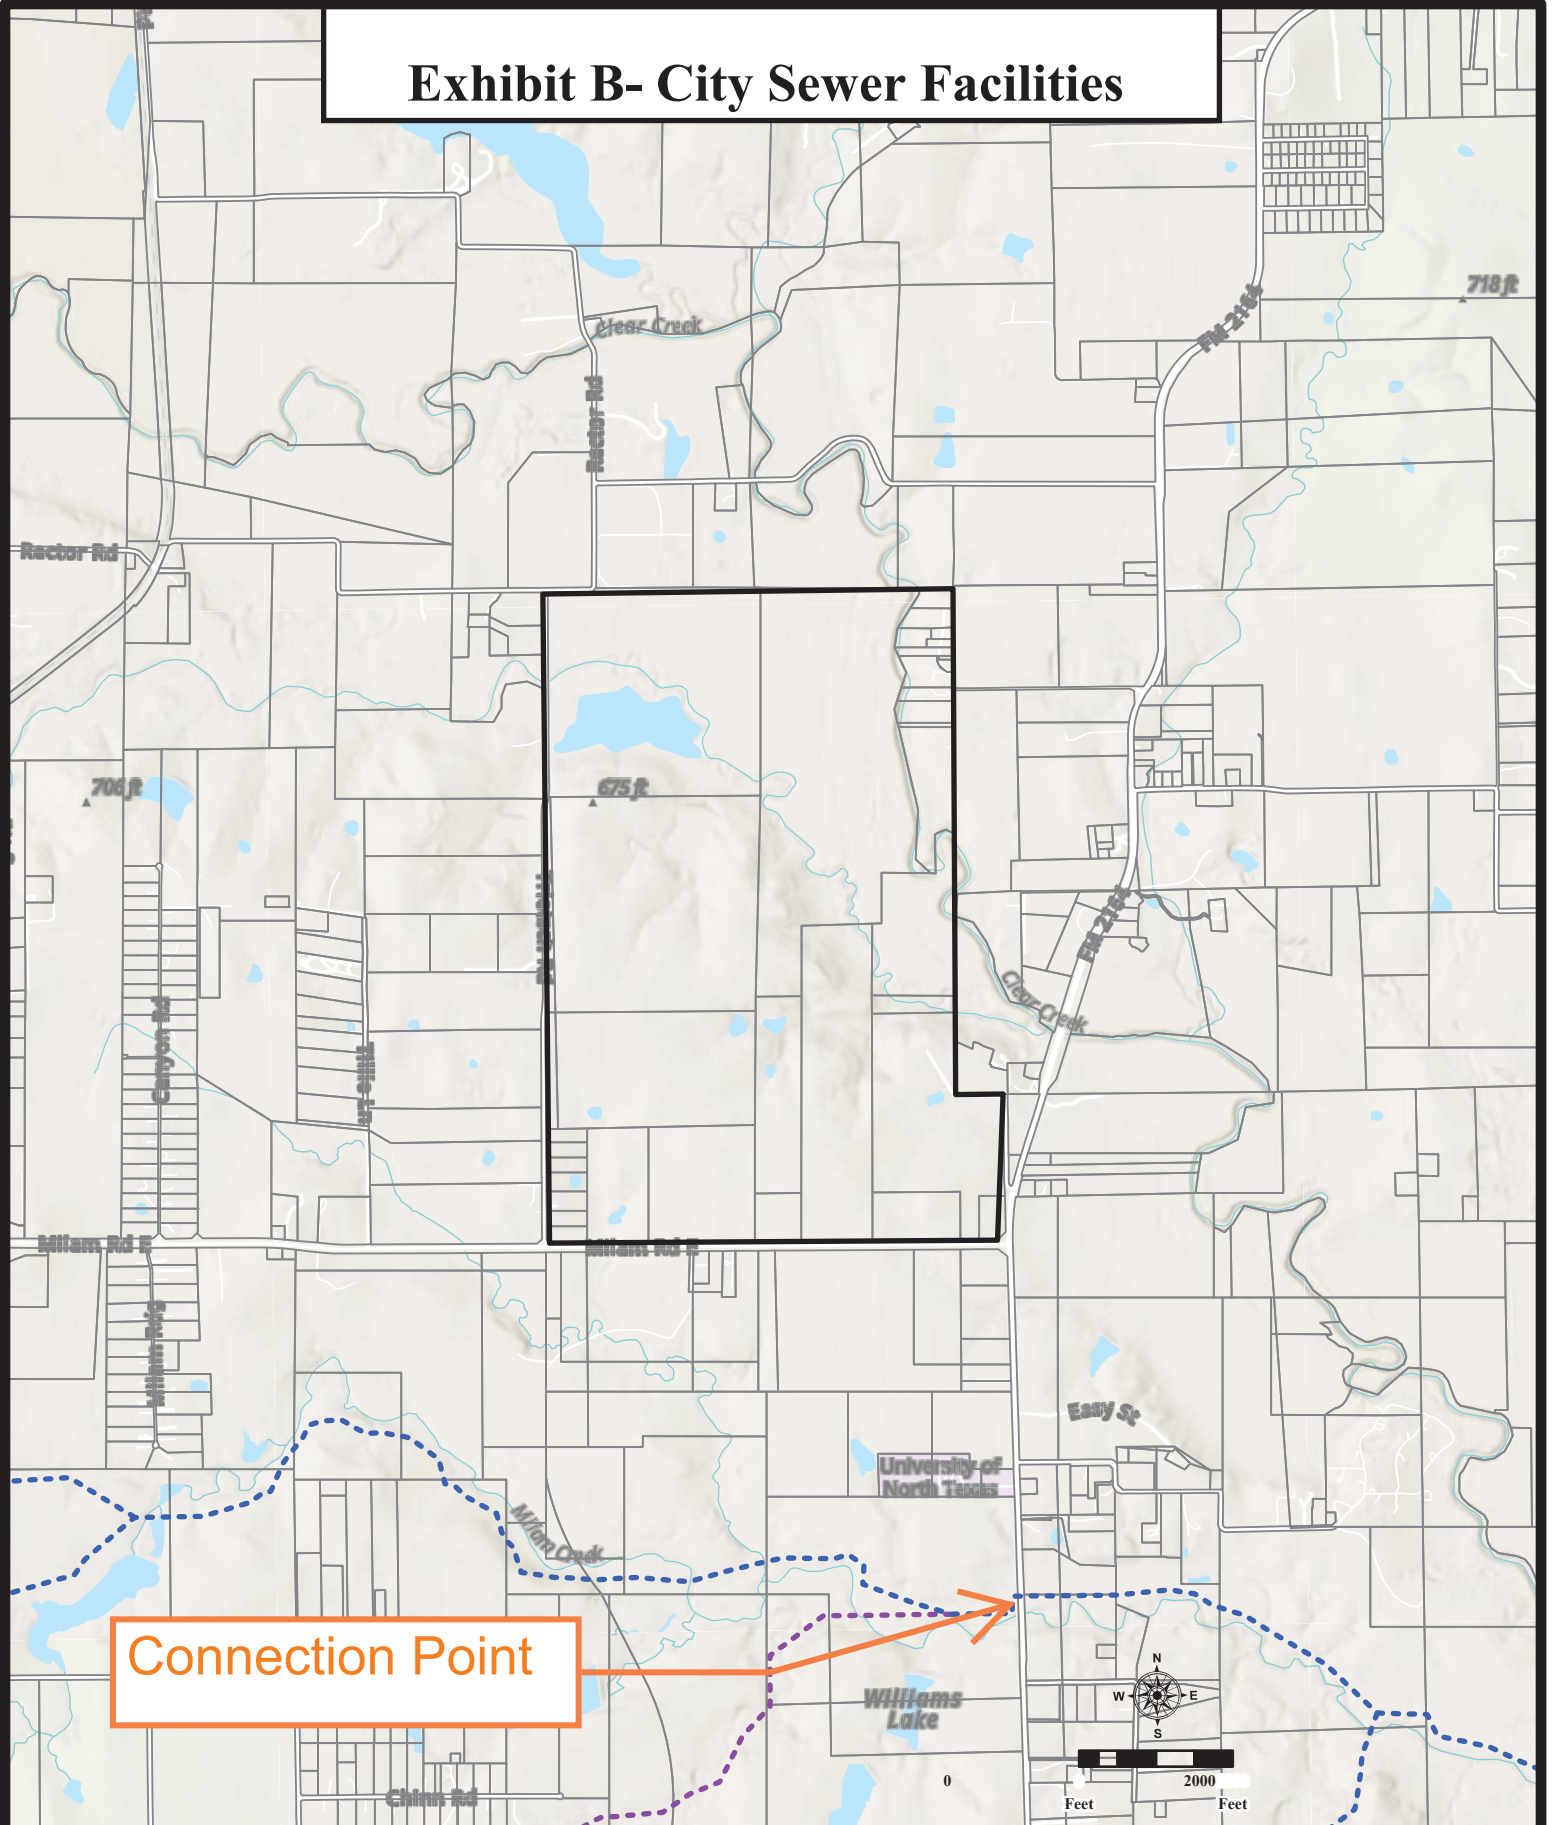 Exhibit B- City Sewer Facilities
718 ft
FM 2164
Clear Creek
Rector Rd
Rector Rd
706 ft
675 ft
FM 2164
Clear Creek
Canyon Rd
Milam Rd E
Milam Rd E
Easy St
University of
North Texas
Milam Creek
Connection Point
Williams
Lake
N
W
E
S
0
2000
Feet
Feet
Chinn Rd